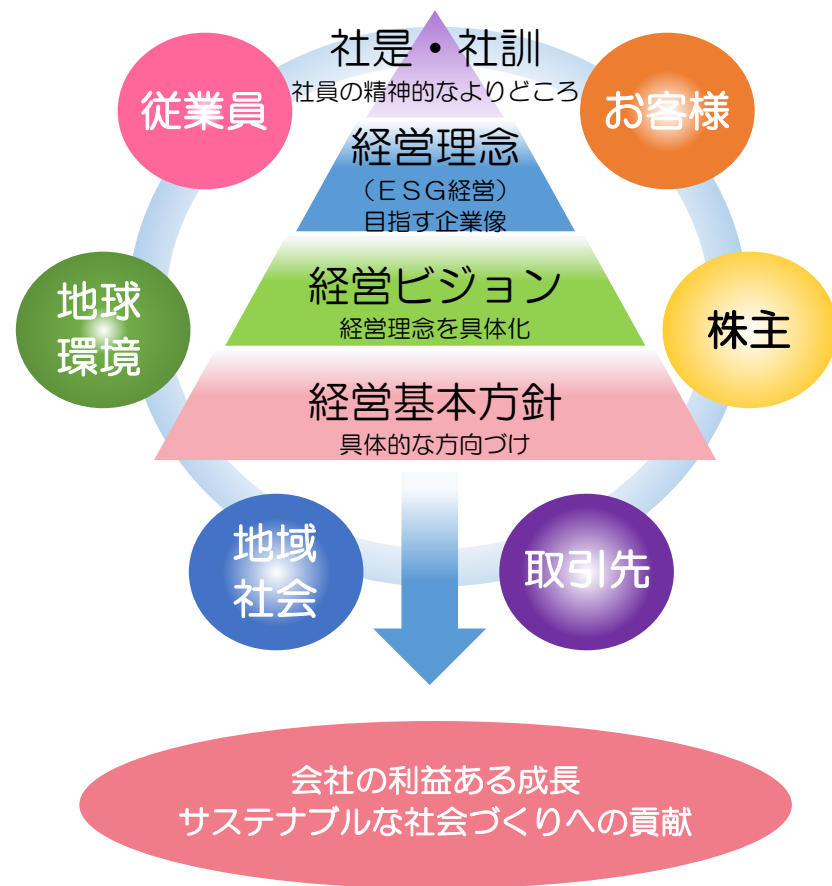 社是・社訓
社員の精神的なよりどころ
従業員
お客様
経営理念
（ＥＳＧ経営）
目指す企業像
地球
環境
経営ビジョン
経営理念を具体化
株主
経営基本方針
具体的な方向づけ
地域
社会
取引先
会社の利益ある成長
サステナブルな社会づくりへの貢献